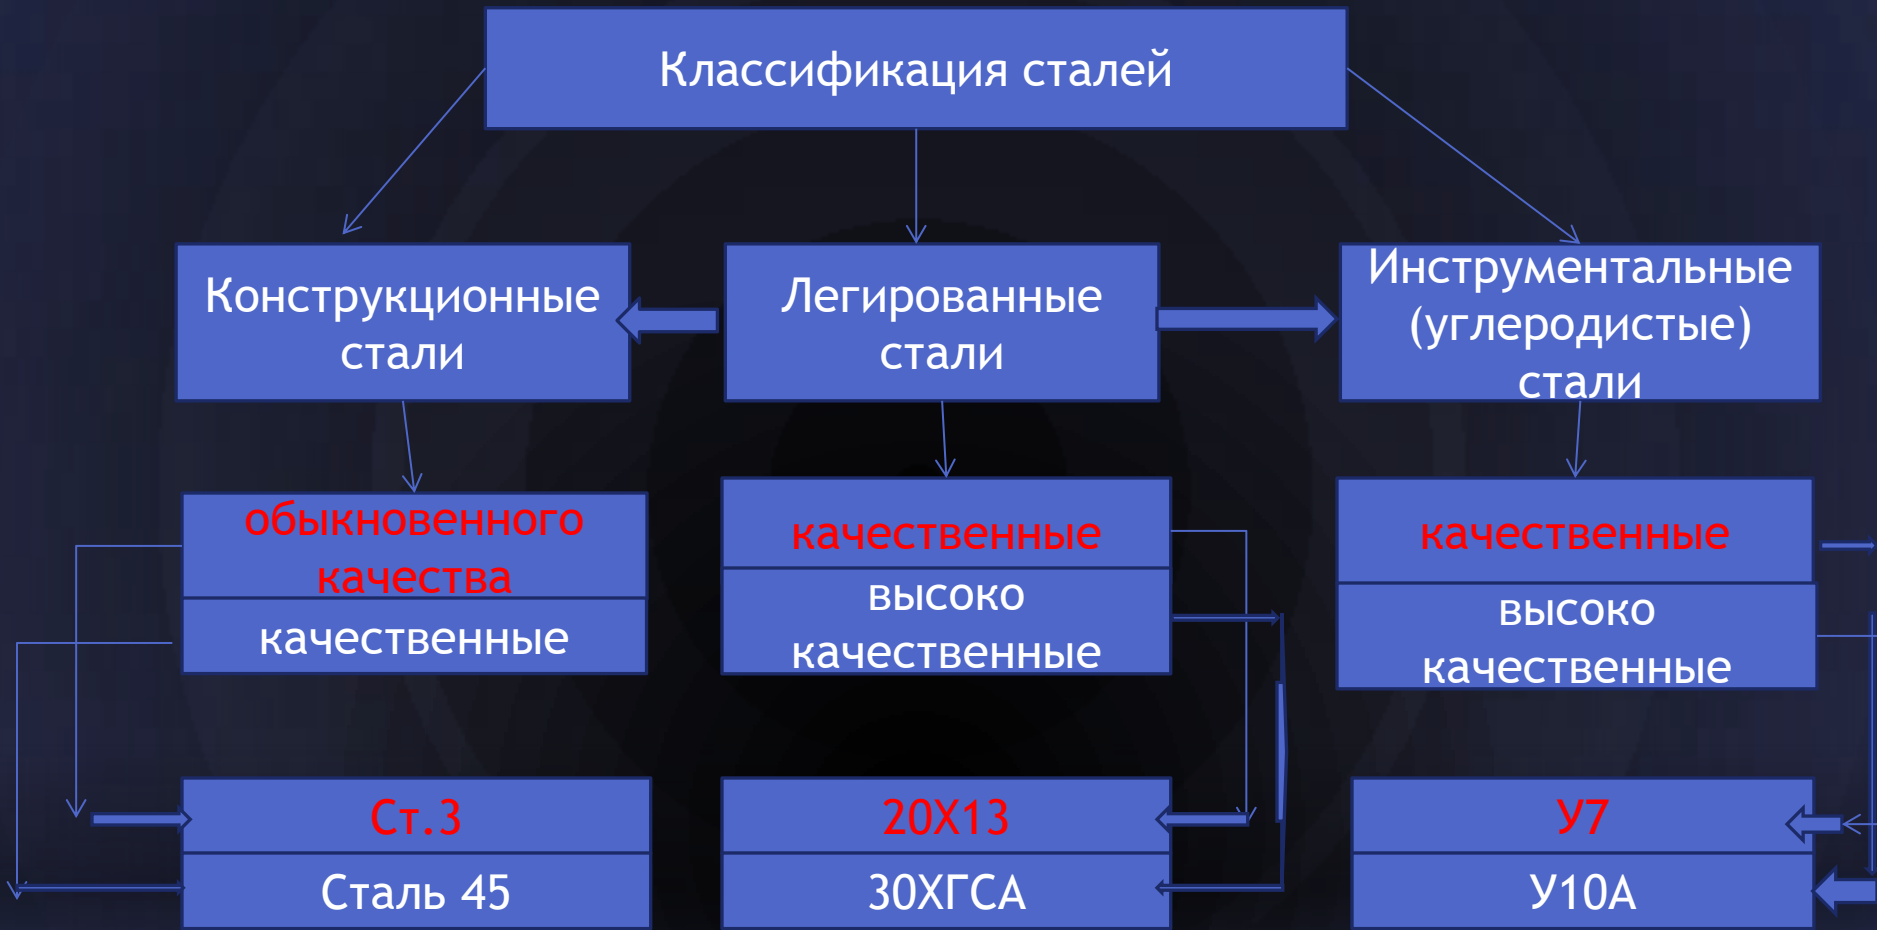 Классификация сталей
Конструкционные
стали
Легированные
стали
Инструментальные
(углеродистые)
стали
обыкновенного
качества
качественные
качественные
высоко
качественные
качественные
высоко
качественные
Ст.3
Сталь 45
20Х13
30ХГСА
У7
У10А